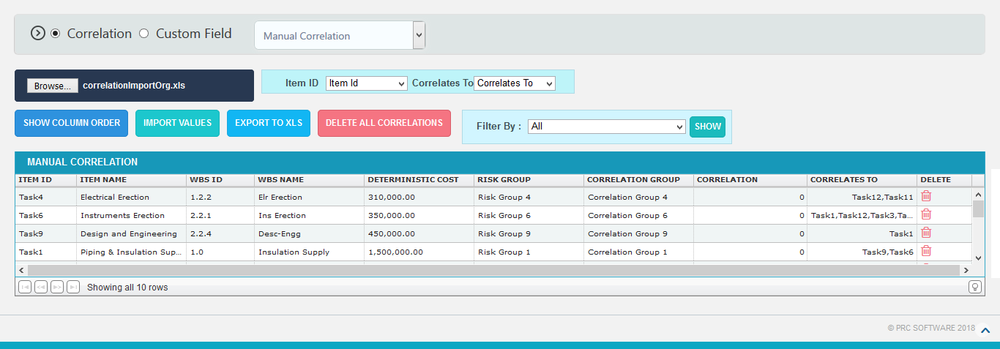 Correlation Custom Field Manual Correlation
Browse... correlationImportOrg.xls Item ID Item Id Correlates To Correlates To
SHOW COLUMN ORDER IMPORT VALUES EXPORT TO XLS DELETE ALL CORRELATIONS Filter By : All SHOW
MANUAL CORRELATION
ITEM ID ITEM NAME WBS ID WBS NAME DETERMINISTIC COST RISK GROUP CORRELATION GROUP CORRELATION CORRELATES TO DELETE
Task4 Electrical Erection 1.2.2 Elr Erection 310,000.00 Risk Group 4 Correlation Group 4 0 Task12,Task11
Task6 Instruments Erection 2.2.1 Ins Erection 350,000.00 Risk Group 6 Correlation Group 6 0 Task1,Task12,Task3,Ta...
Task9 Design and Engineering 2.2.4 Desc-Engg 450,000.00 Risk Group 9 Correlation Group 9 0 Task1
Task1 Piping & Insulation Sup... 1.0 Insulation Supply 1,500,000.00 Risk Group 1 Correlation Group 1 0 Task9,Task6
Showing all 10 rows
© PRC SOFTWARE 2018